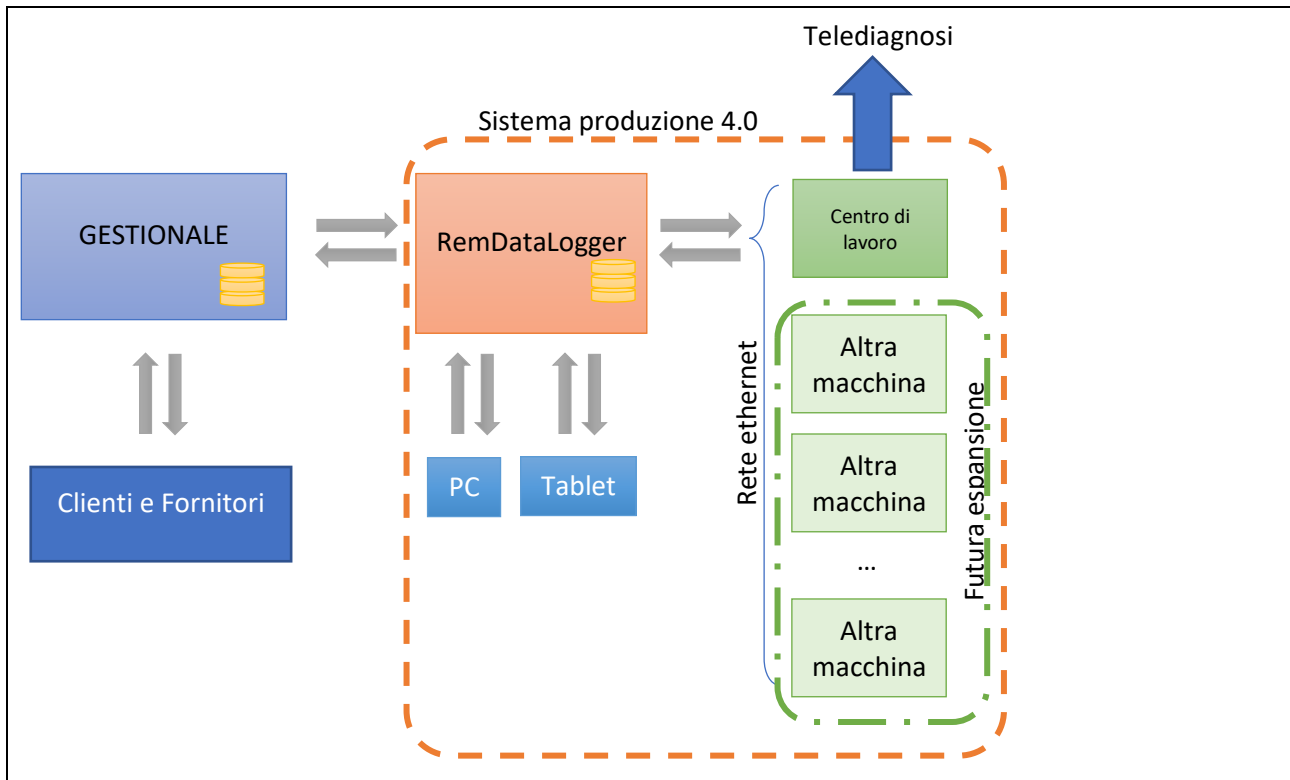 Telediagnosi
Sistema produzione 4.0
GESTIONALE
RemDataLogger
Centro di
lavoro
Rete ethernet
Altra
macchina
Altra
macchina
...
Altra
macchina
Futura espansione
Clienti e Fornitori
PC
Tablet